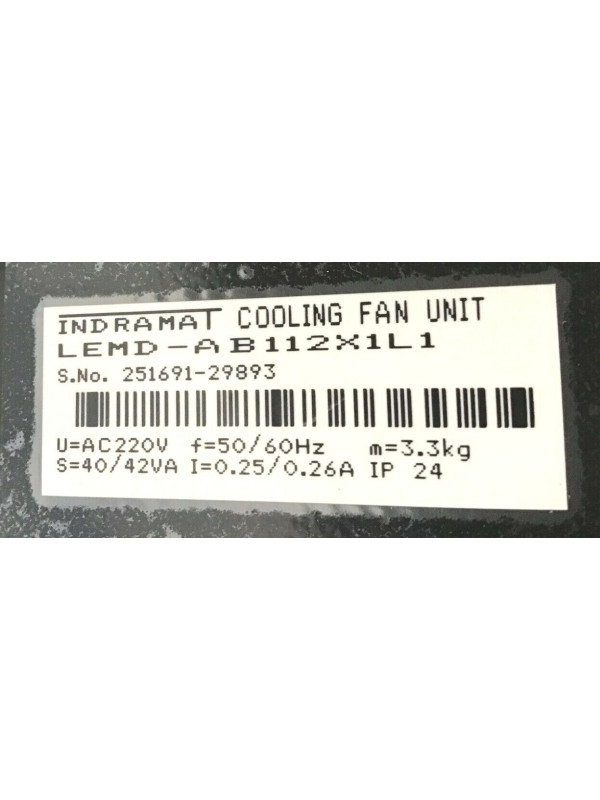 INDRAMAT COOLING FAN UNIT
LEMD-AB112X1L1
S.No. 251691-29893
U=AC220V f=50/60Hz m=3.3kg
S=40/42VA I=0.25/0.26A IP 24